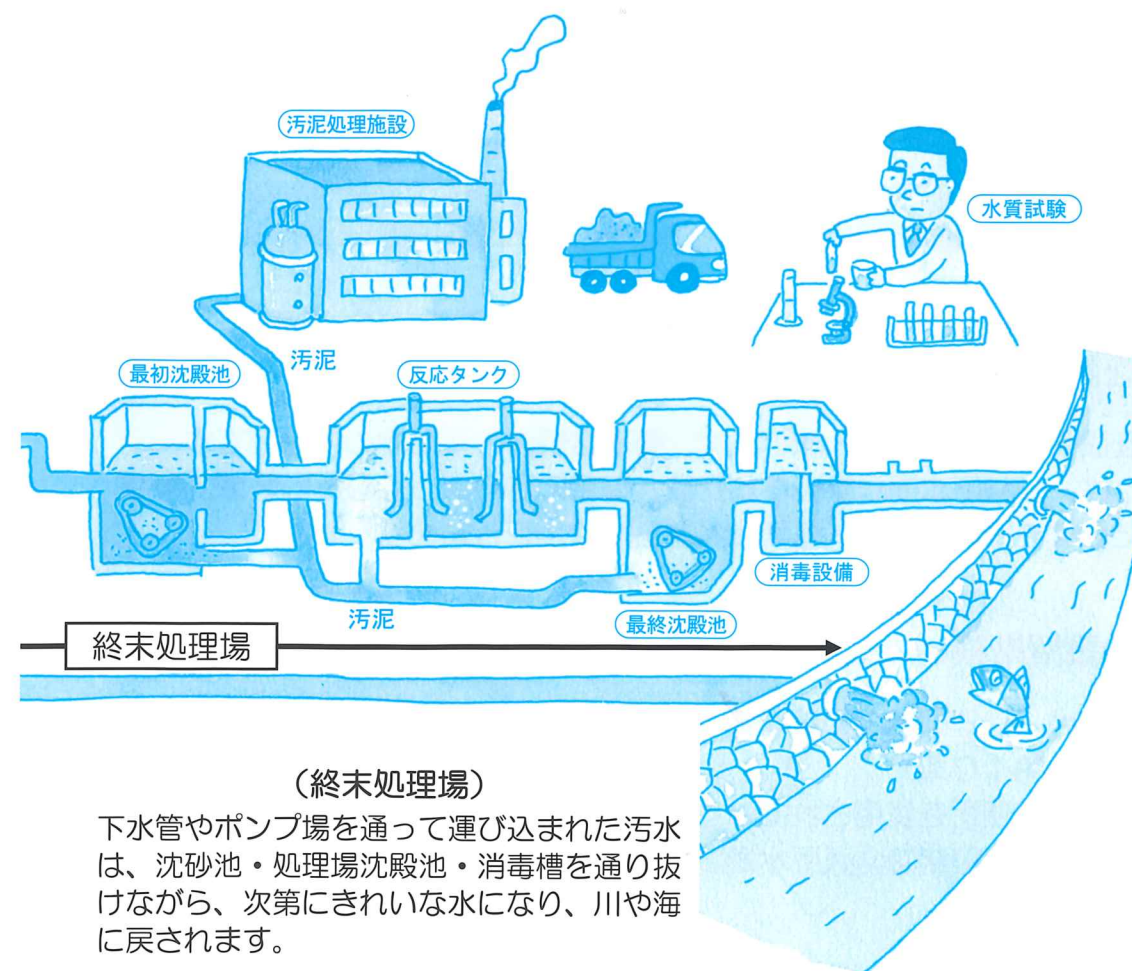 汚泥処理施設
水質試験
汚泥
最初沈殿池
反応タンク
消毒設備
汚泥
最終沈殿池
終末処理場
（終末処理場）
下水管やポンプ場を通って運び込まれた汚水
は、沈砂池・処理場沈殿池・消毒槽を通り抜
けながら、次第にきれいな水になり、川や海
に戻されます。